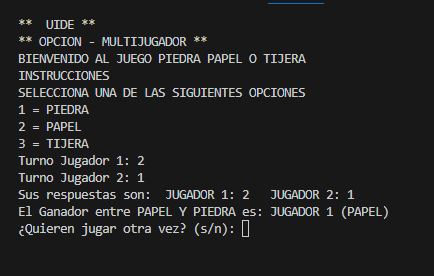 **  UIDE **
** OPCION - MULTIJUGADOR **
BIENVENIDO AL JUEGO PIEDRA PAPEL O TIJERA
INSTRUCCIONES
SELECCIONA UNA DE LAS SIGUIENTES OPCIONES
1 = PIEDRA
2 = PAPEL
3 = TIJERA
Turno Jugador 1: 2
Turno Jugador 2: 1
Sus respuestas son:  JUGADOR 1: 2   JUGADOR 2: 1
El Ganador entre PAPEL Y PIEDRA es: JUGADOR 1 (PAPEL)
¿Quieren jugar otra vez? (s/n):